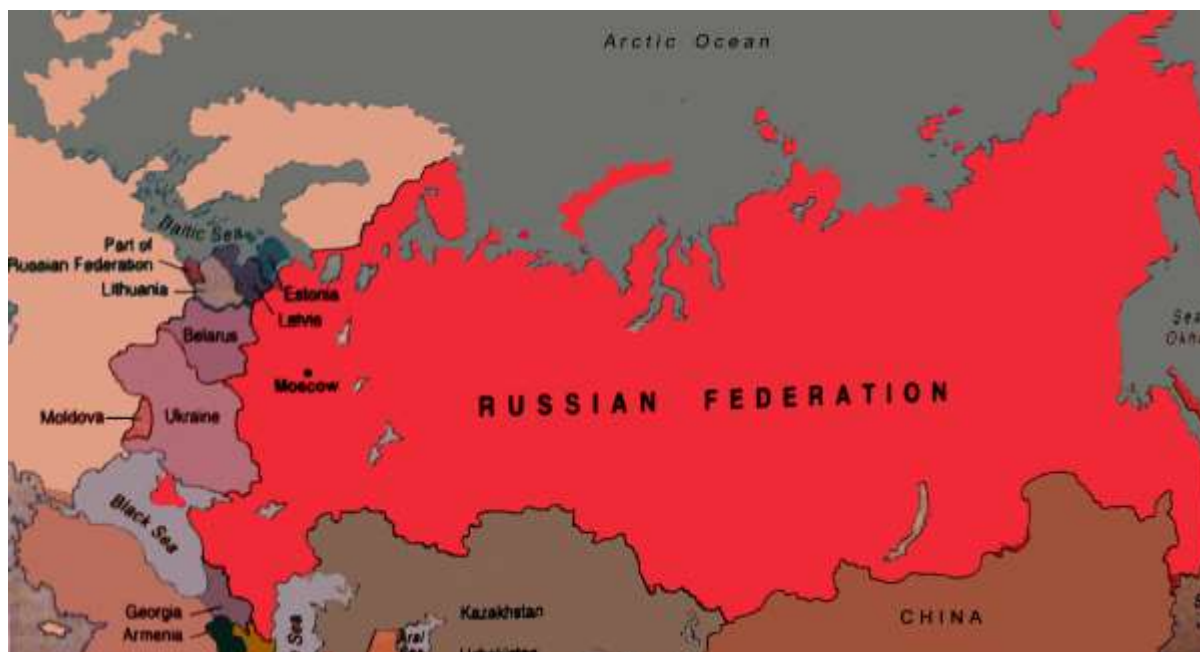 Arctic Ocean
Baltic Sea
Part of
Russian Federation
Lithuania
Estonia
Latvia
Belarus
Moscow
RUSSIAN FEDERATION
Moldova
Ukraine
Black Sea
Georgia
Armenia
Sea
Kazakhstan
CHINA